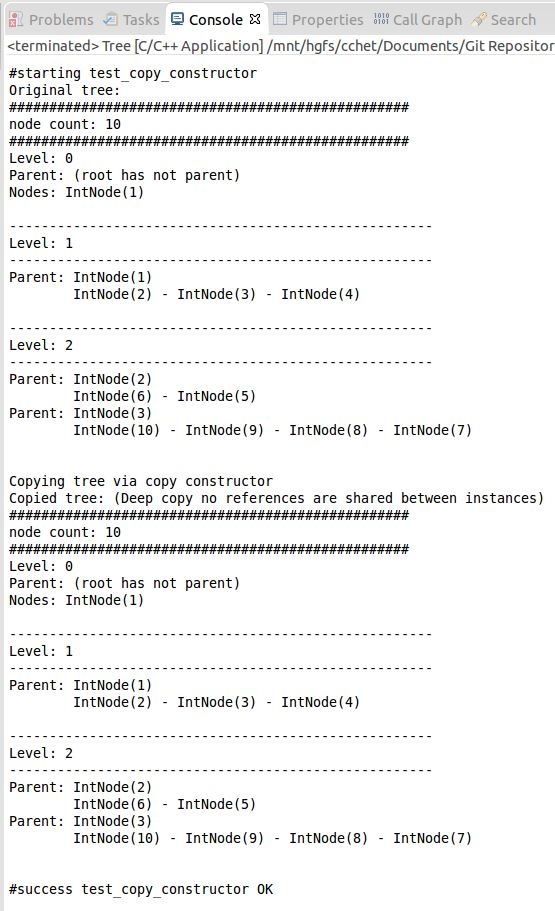 Problems Tasks Console Properties Call Graph Search
<terminated> Tree [C/C++ Application] /mnt/hgfs/cchet/Documents/Git Repositor
#starting test_copy_constructor
Original tree:
##################################################
node count: 10
##################################################
Level: 0
Parent: (root has not parent)
Nodes: IntNode(1)
-----------------------------------------------------
Level: 1
-----------------------------------------------------
Parent: IntNode(1)
IntNode(2) - IntNode(3) - IntNode(4)
-----------------------------------------------------
Level: 2
-----------------------------------------------------
Parent: IntNode(2)
IntNode(6) - IntNode(5)
Parent: IntNode(3)
IntNode(10) - IntNode(9) - IntNode(8) - IntNode(7)
Copying tree via copy constructor
Copied tree: (Deep copy no references are shared between instances)
##################################################
node count: 10
##################################################
Level: 0
Parent: (root has not parent)
Nodes: IntNode(1)
-----------------------------------------------------
Level: 1
-----------------------------------------------------
Parent: IntNode(1)
IntNode(2) - IntNode(3) - IntNode(4)
-----------------------------------------------------
Level: 2
-----------------------------------------------------
Parent: IntNode(2)
IntNode(6) - IntNode(5)
Parent: IntNode(3)
IntNode(10) - IntNode(9) - IntNode(8) - IntNode(7)
#success test_copy_constructor OK